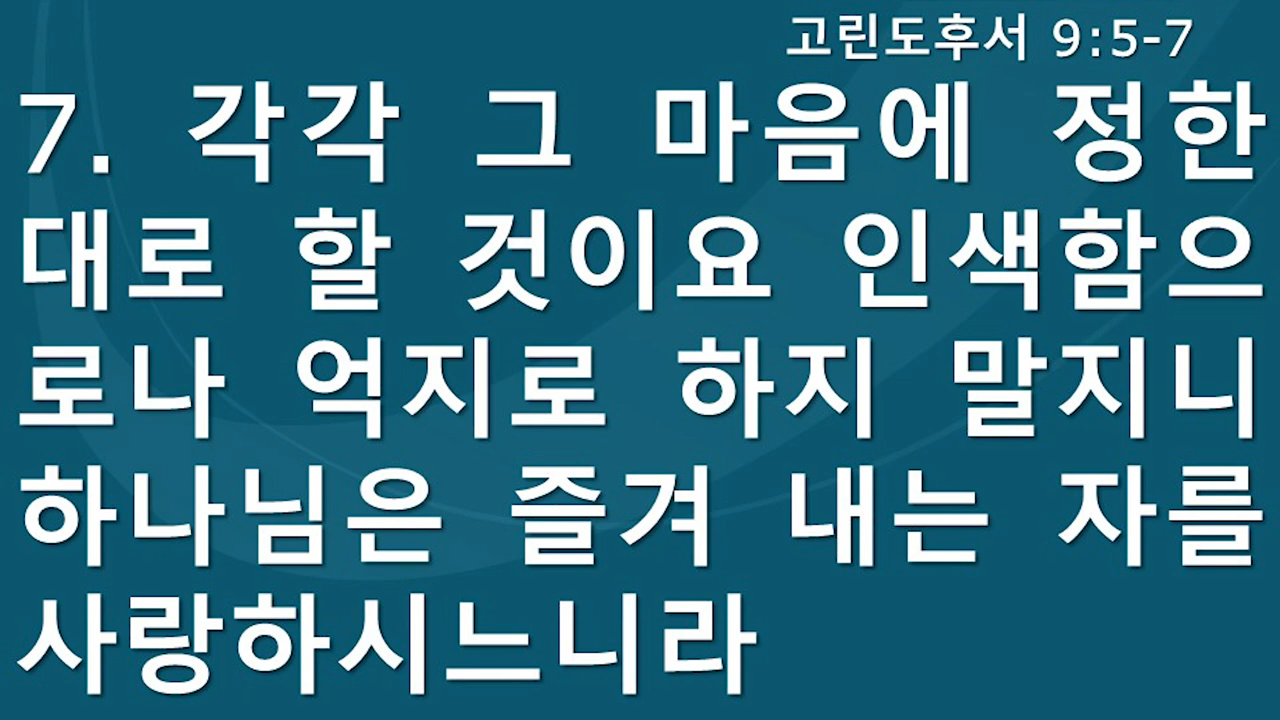 고린도후서 9:5-7
7. 각각 그 마음에 정한
대로 할 것이요 인색함으
로나 억지로 하지 말지니
하나님은 즐겨 내는 자를
사랑하시느니라